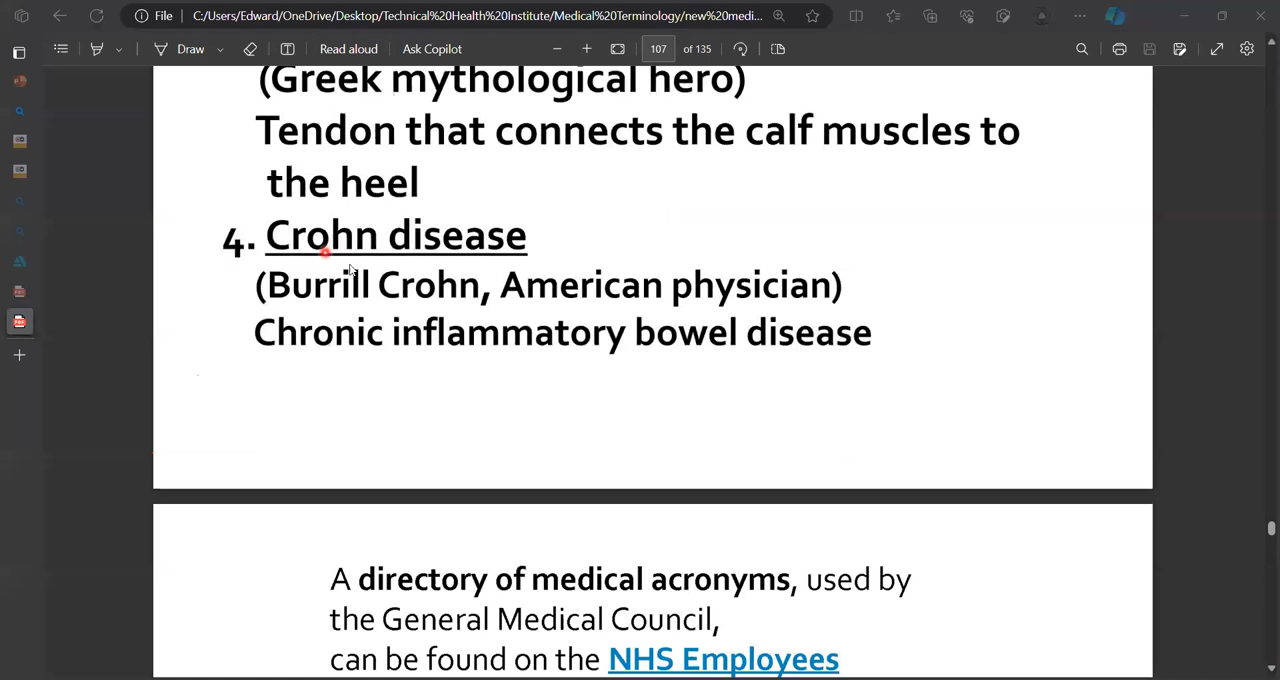 File
C:/Users/Edward/OneDrive/Desktop/Technical%20Health%20Institute/Medical%20Terminology/new%20medi...
Draw
Read aloud
Ask Copilot
107 of 135
(Greek mythological hero)
Tendon that connects the calf muscles to
the heel
4. Crohn disease
(Burrill Crohn, American physician)
Chronic inflammatory bowel disease
A directory of medical acronyms, used by
the General Medical Council,
can be found on the NHS Employees